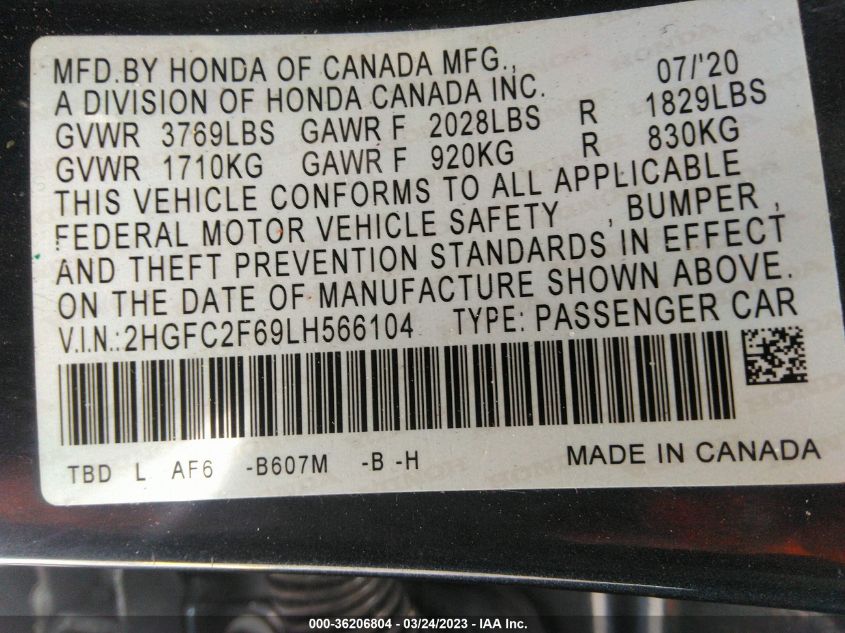 MFD.BY HONDA OF CANADA MFG., 07/'20
A DIVISION OF HONDA CANADA INC.
GVWR 3769LBS GAWR F 2028LBS R 1829LBS
GVWR 1710KG GAWR F 920KG R 830KG
THIS VEHICLE CONFORMS TO ALL APPLICABLE
FEDERAL MOTOR VEHICLE SAFETY , BUMPER ,
AND THEFT PREVENTION STANDARDS IN EFFECT
ON THE DATE OF MANUFACTURE SHOWN ABOVE.
V.I.N.:2HGFC2F69LH566104 TYPE: PASSENGER CAR
TBD L AF6 -B607M -B -H MADE IN CANADA
000-36206804 — 03/24/2023 — IAA Inc.